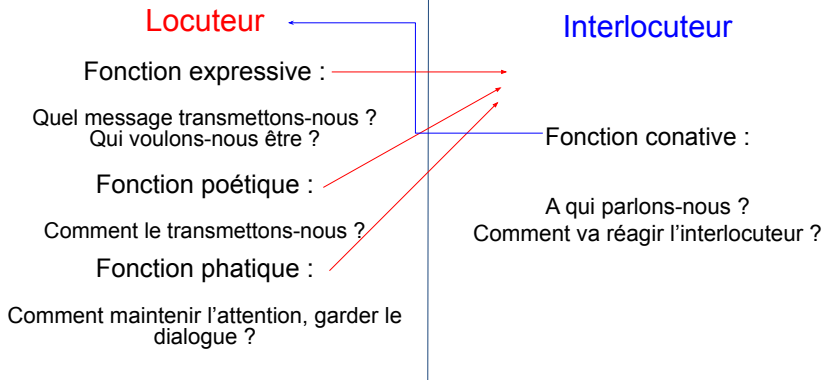 Locuteur
Fonction expressive :
Quel message transmettons-nous ?
Qui voulons-nous être ?
Fonction poétique :
Comment le transmettons-nous ?
Fonction phatique :
Comment maintenir l'attention, garder le
dialogue ?
Interlocuteur
Fonction conative :
A qui parlons-nous ?
Comment va réagir l'interlocuteur ?